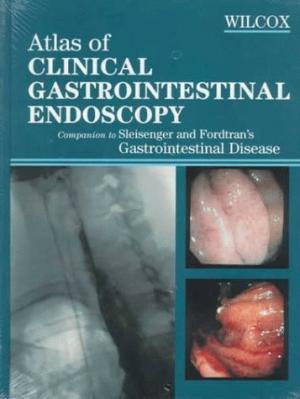 WILCOX
Atlas of
CLINICAL
GASTROINTESTINAL
ENDOSCOPY
Companion to Sleisenger and Fordtran's
Gastrointestinal Disease